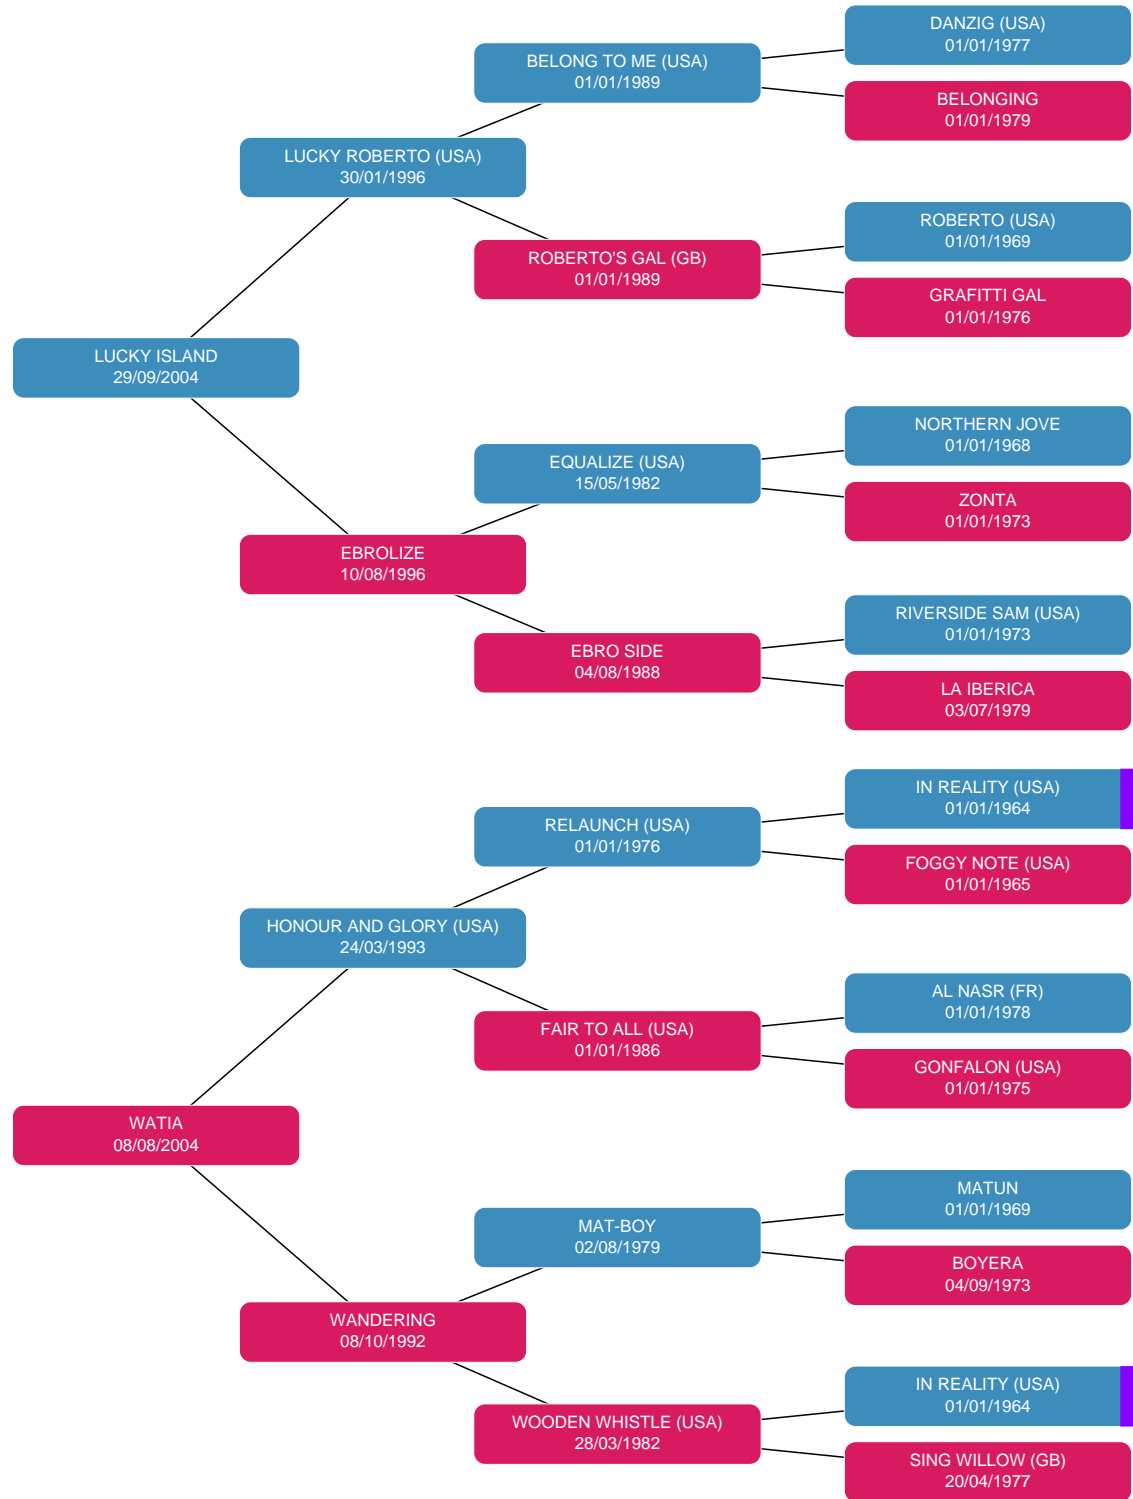 DANZIG (USA)
01/01/1977
BELONG TO ME (USA)
01/01/1989
BELONGING
01/01/1979
LUCKY ROBERTO (USA)
30/01/1996
ROBERTO (USA)
01/01/1969
ROBERTO'S GAL (GB)
01/01/1989
GRAFITTI GAL
01/01/1976
LUCKY ISLAND
29/09/2004
NORTHERN JOVE
01/01/1968
EQUALIZE (USA)
15/05/1982
ZONTA
01/01/1973
EBROLIZE
10/08/1996
RIVERSIDE SAM (USA)
01/01/1973
EBRO SIDE
04/08/1988
LA IBERICA
03/07/1979
IN REALITY (USA)
01/01/1964
RELAUNCH (USA)
01/01/1976
FOGGY NOTE (USA)
01/01/1965
HONOUR AND GLORY (USA)
24/03/1993
AL NASR (FR)
01/01/1978
FAIR TO ALL (USA)
01/01/1986
GONFALON (USA)
01/01/1975
WATIA
08/08/2004
MATUN
01/01/1969
MAT-BOY
02/08/1979
BOYERA
04/09/1973
WANDERING
08/10/1992
IN REALITY (USA)
01/01/1964
WOODEN WHISTLE (USA)
28/03/1982
SING WILLOW (GB)
20/04/1977